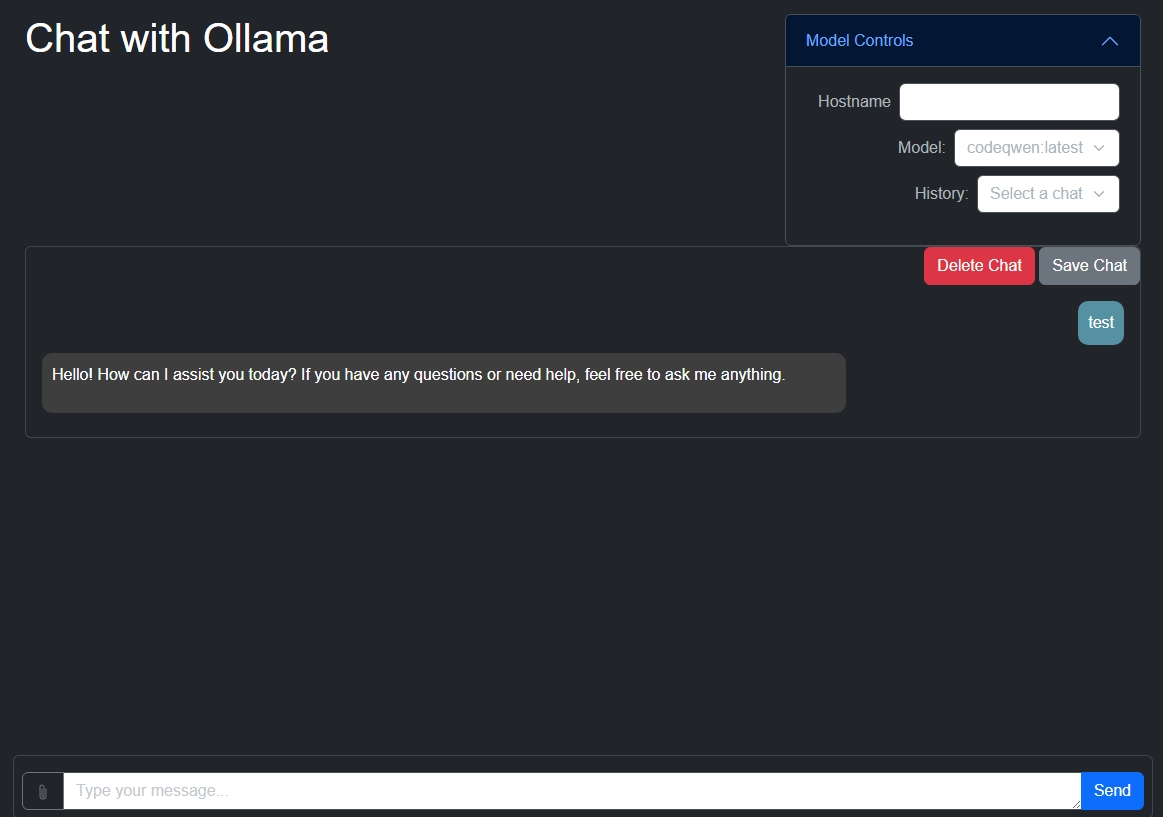 Chat with Ollama
Model Controls
Hostname
Model: codeqwen:latest
History: Select a chat
Delete Chat Save Chat
test
Hello! How can I assist you today? If you have any questions or need help, feel free to ask me anything.
Type your message...
Send